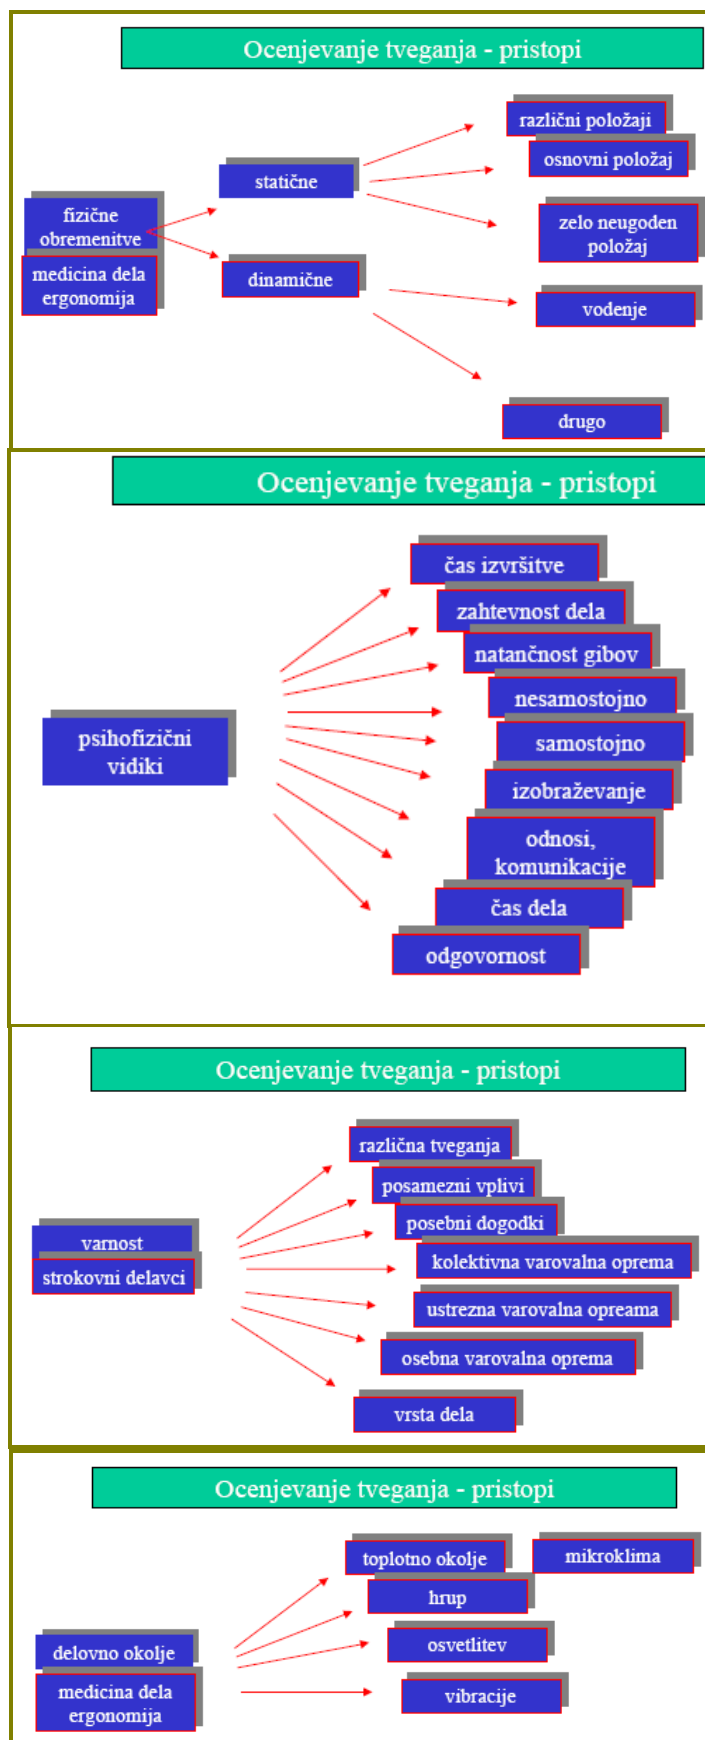 Ocenjevanje tveganja - pristopi
različni položaji
osnovni položaj
statične
fizične
obremenitve
zelo neugoden
položaj
medicina dela
ergonomija
dinamične
vodenje
drugo
Ocenjevanje tveganja - pristopi
čas izvršitve
zahtevnost dela
natančnost gibov
nesamostojno
psihofizični
vidiki
samostojno
izobraževanje
odnosi,
komunikacije
čas dela
odgovornost
Ocenjevanje tveganja - pristopi
različna tveganja
posamezni vplivi
posebni dogodki
varnost
strokovni delavci
kolektivna varovalna oprema
ustrezna varovalna opreama
osebna varovalna oprema
vrsta dela
Ocenjevanje tveganja - pristopi
toplotno okolje
mikroklima
hrup
osvetlitev
delovno okolje
medicina dela
ergonomija
vibracije